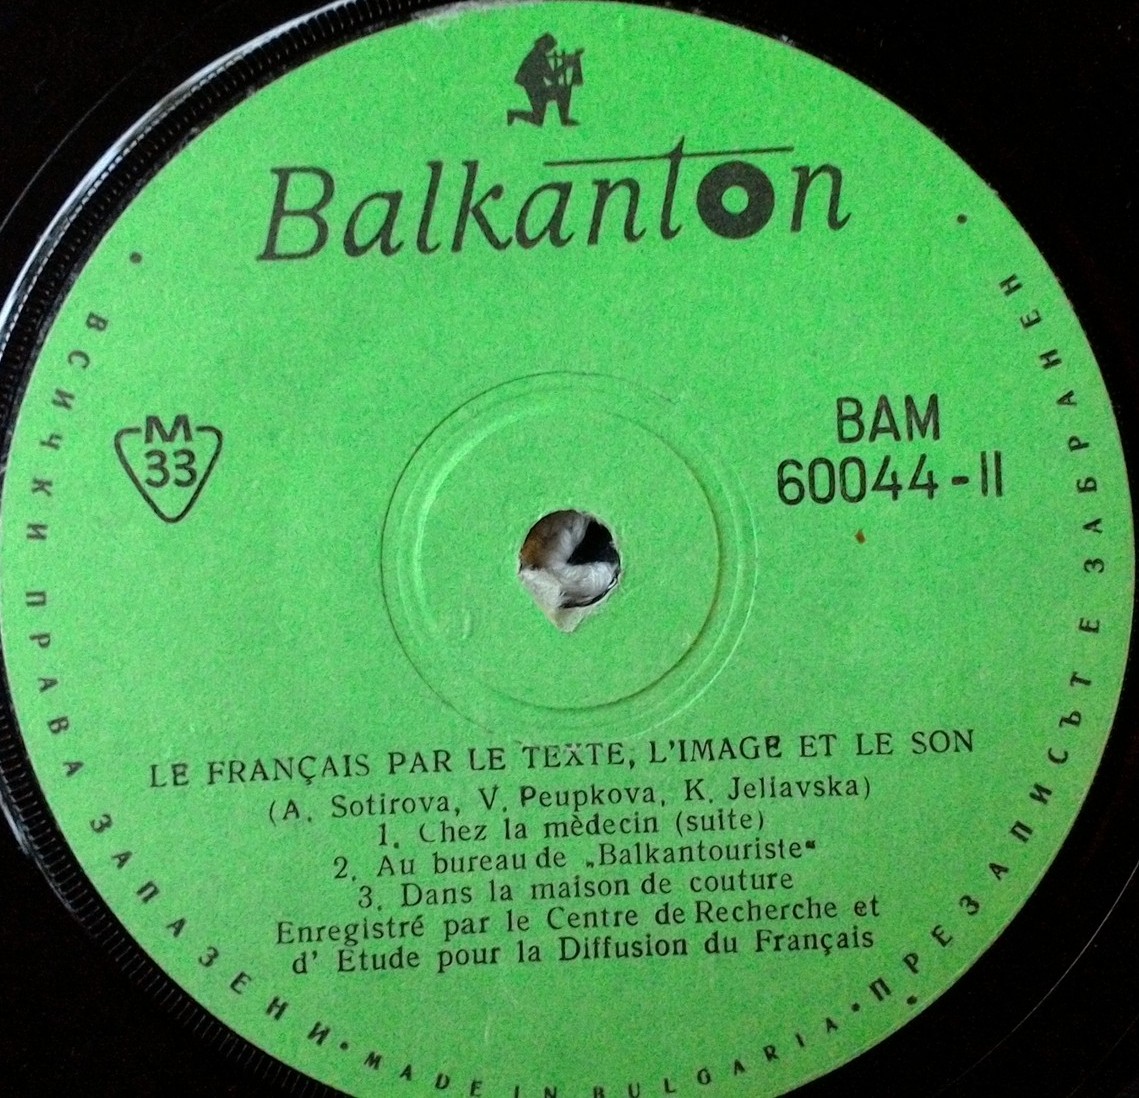 Balkanton
M
33
BAM
60044-II
LE FRANÇAIS PAR LE TEXTE, L'IMAGE ET LE SON
(A. Sotirova, V. Peupkova, K. Jeliavska)
1. Chez la mèdecin (suite)
2. Au bureau de „Balkantouriste“
3. Dans la maison de couture
Enregistré par le Centre de Recherche et
d' Etude pour la Diffusion du Français
ВСИЧКИ ПРАВА ЗАПАЗЕНИ • MADE IN BULGARIA • ПРЕЗАПИСЪТ Е ЗАБРАНЕН